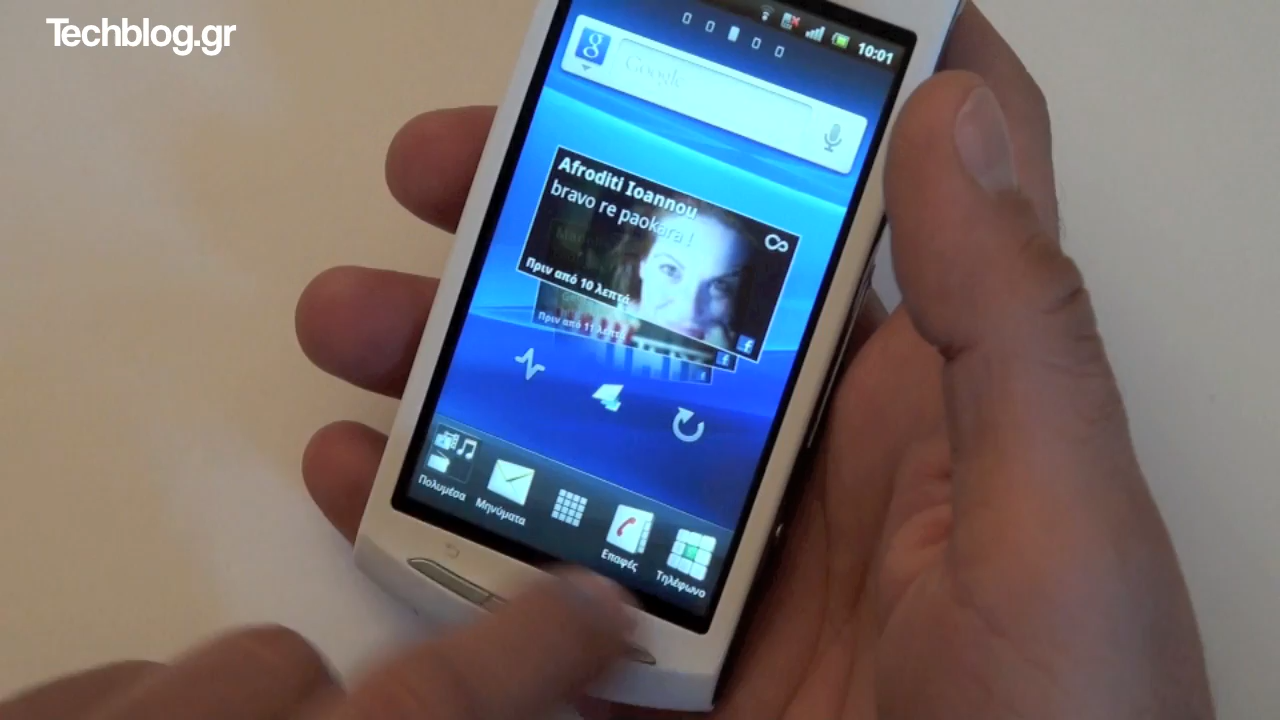 Techblog.gr
10:01
g
Google
Afroditi Ioannou
bravo re paokara !
Πριν από 10 λεπτά
Πριν από 11 λεπτά
f
f
f
Πολυμέσα
Μηνύματα
Επαφές
Τηλέφωνο